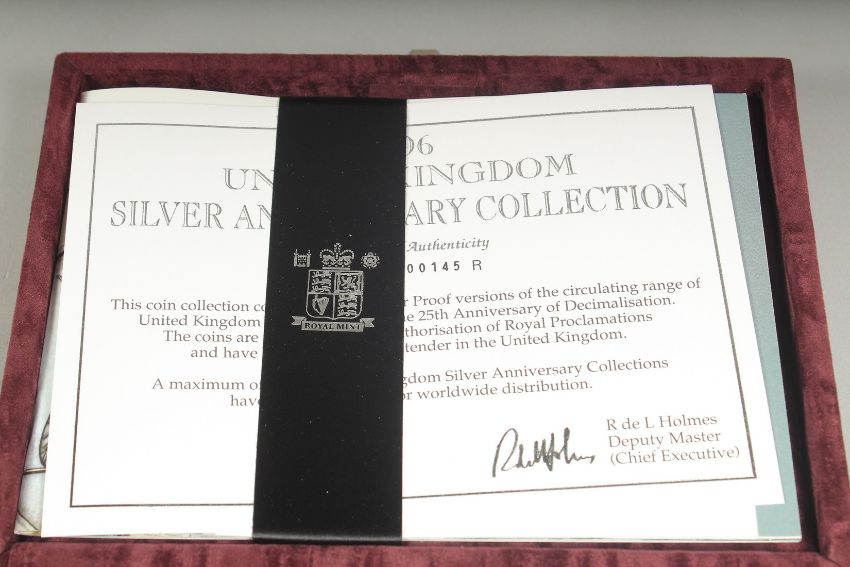 96
UN KINGDOM
SILVER AN ARY COLLECTION
Authenticity
00145 R
This coin collection co r Proof versions of the circulating range of
United Kingdom e 25th Anniversary of Decimalisation.
The coins are thorisation of Royal Proclamations
and have tender in the United Kingdom.
A maximum of gdom Silver Anniversary Collections
hav or worldwide distribution.
ROYAL MINT
R de L Holmes
Deputy Master
(Chief Executive)